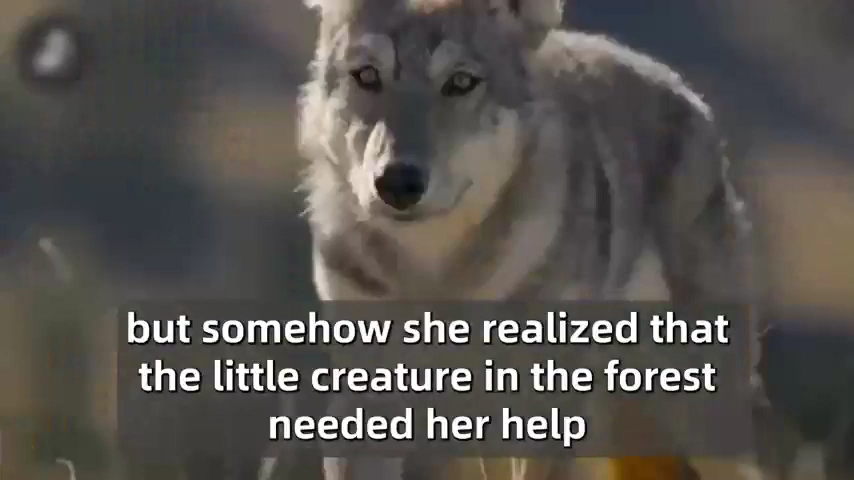 but somehow she realized that
the little creature in the forest
needed her help